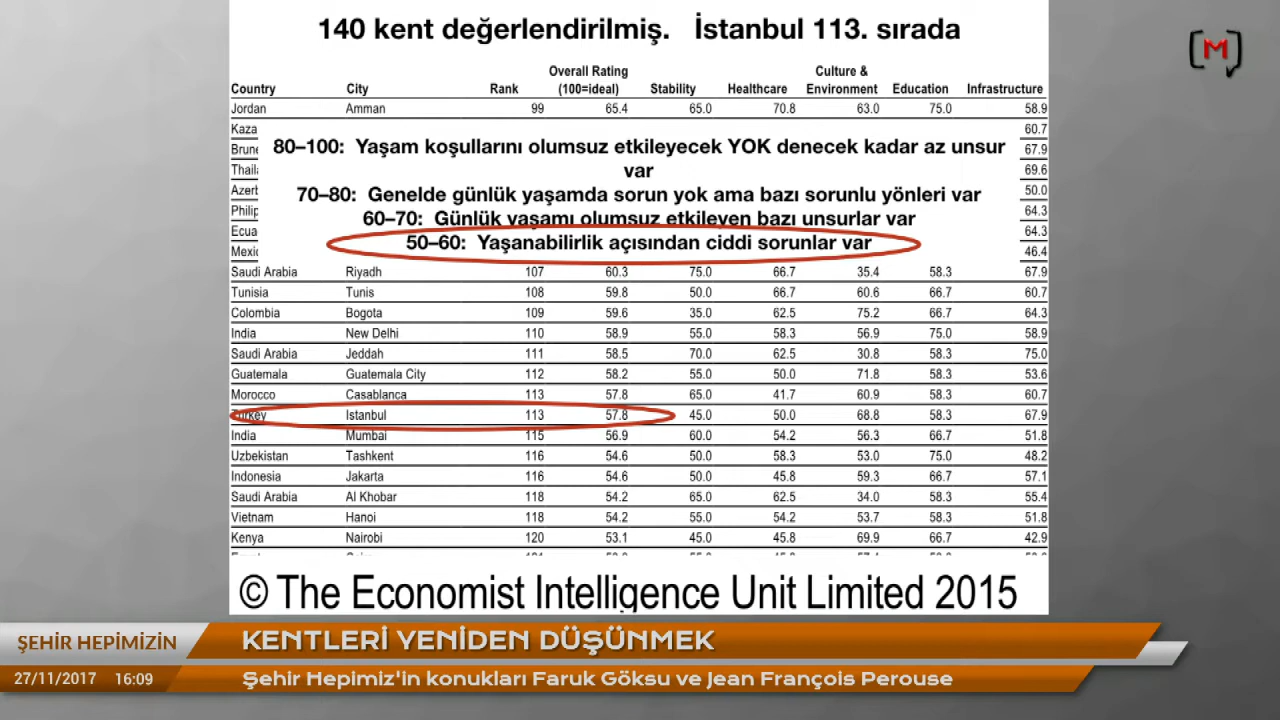 140 kent değerlendirilmiş. İstanbul 113. sırada
M
Country City Rank Overall Rating (100=ideal) Stability Healthcare Culture & Environment Education Infrastructure
Jordan Amman 99 65.4 65.0 70.8 63.0 75.0 58.9
Kaza 60.7
80–100: Yaşam koşullarını olumsuz etkileyecek YOK denecek kadar az unsur
Brune 67.9
var
Thail 69.6
70–80: Genelde günlük yaşamda sorun yok ama bazı sorunlu yönleri var
Azerb 50.0
Philip 64.3
60–70: Günlük yaşamı olumsuz etkileyen bazı unsurlar var
Ecua 64.3
50–60: Yaşanabilirlik açısından ciddi sorunlar var
Mexic 46.4
Saudi Arabia Riyadh 107 60.3 75.0 66.7 35.4 58.3 67.9
Tunisia Tunis 108 59.8 50.0 66.7 60.6 66.7 60.7
Colombia Bogota 109 59.6 35.0 62.5 75.2 66.7 64.3
India New Delhi 110 58.9 55.0 58.3 56.9 75.0 58.9
Saudi Arabia Jeddah 111 58.5 70.0 62.5 30.8 58.3 75.0
Guatemala Guatemala City 112 58.2 55.0 50.0 71.8 58.3 53.6
Morocco Casablanca 113 57.8 65.0 41.7 60.9 58.3 60.7
Turkey Istanbul 113 57.8 45.0 50.0 68.8 58.3 67.9
India Mumbai 115 56.9 60.0 54.2 56.3 66.7 51.8
Uzbekistan Tashkent 116 54.6 50.0 58.3 53.0 75.0 48.2
Indonesia Jakarta 116 54.6 50.0 45.8 59.3 66.7 57.1
Saudi Arabia Al Khobar 118 54.2 65.0 62.5 34.0 58.3 55.4
Vietnam Hanoi 118 54.2 55.0 54.2 53.7 58.3 51.8
Kenya Nairobi 120 53.1 45.0 45.8 69.9 66.7 42.9
© The Economist Intelligence Unit Limited 2015
ŞEHİR HEPİMİZİN
KENTLERİ YENİDEN DÜŞÜNMEK
27/11/2017 16:09
Şehir Hepimiz'in konukları Faruk Göksu ve Jean François Perouse